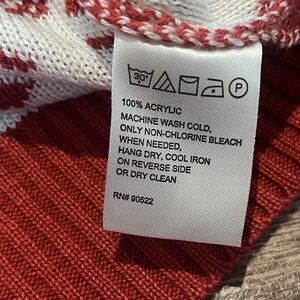 30°
P
100% ACRYLIC
MACHINE WASH COLD,
ONLY NON-CHLORINE BLEACH
WHEN NEEDED,
HANG DRY, COOL IRON
ON REVERSE SIDE
OR DRY CLEAN
RN# 90522